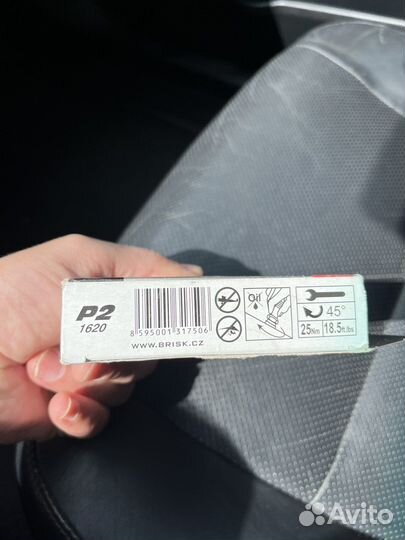 P2
1620
8 595001 317506
WWW.BRISK.CZ
Oil
45°
25Nm 18.5ft.lbs
Avito